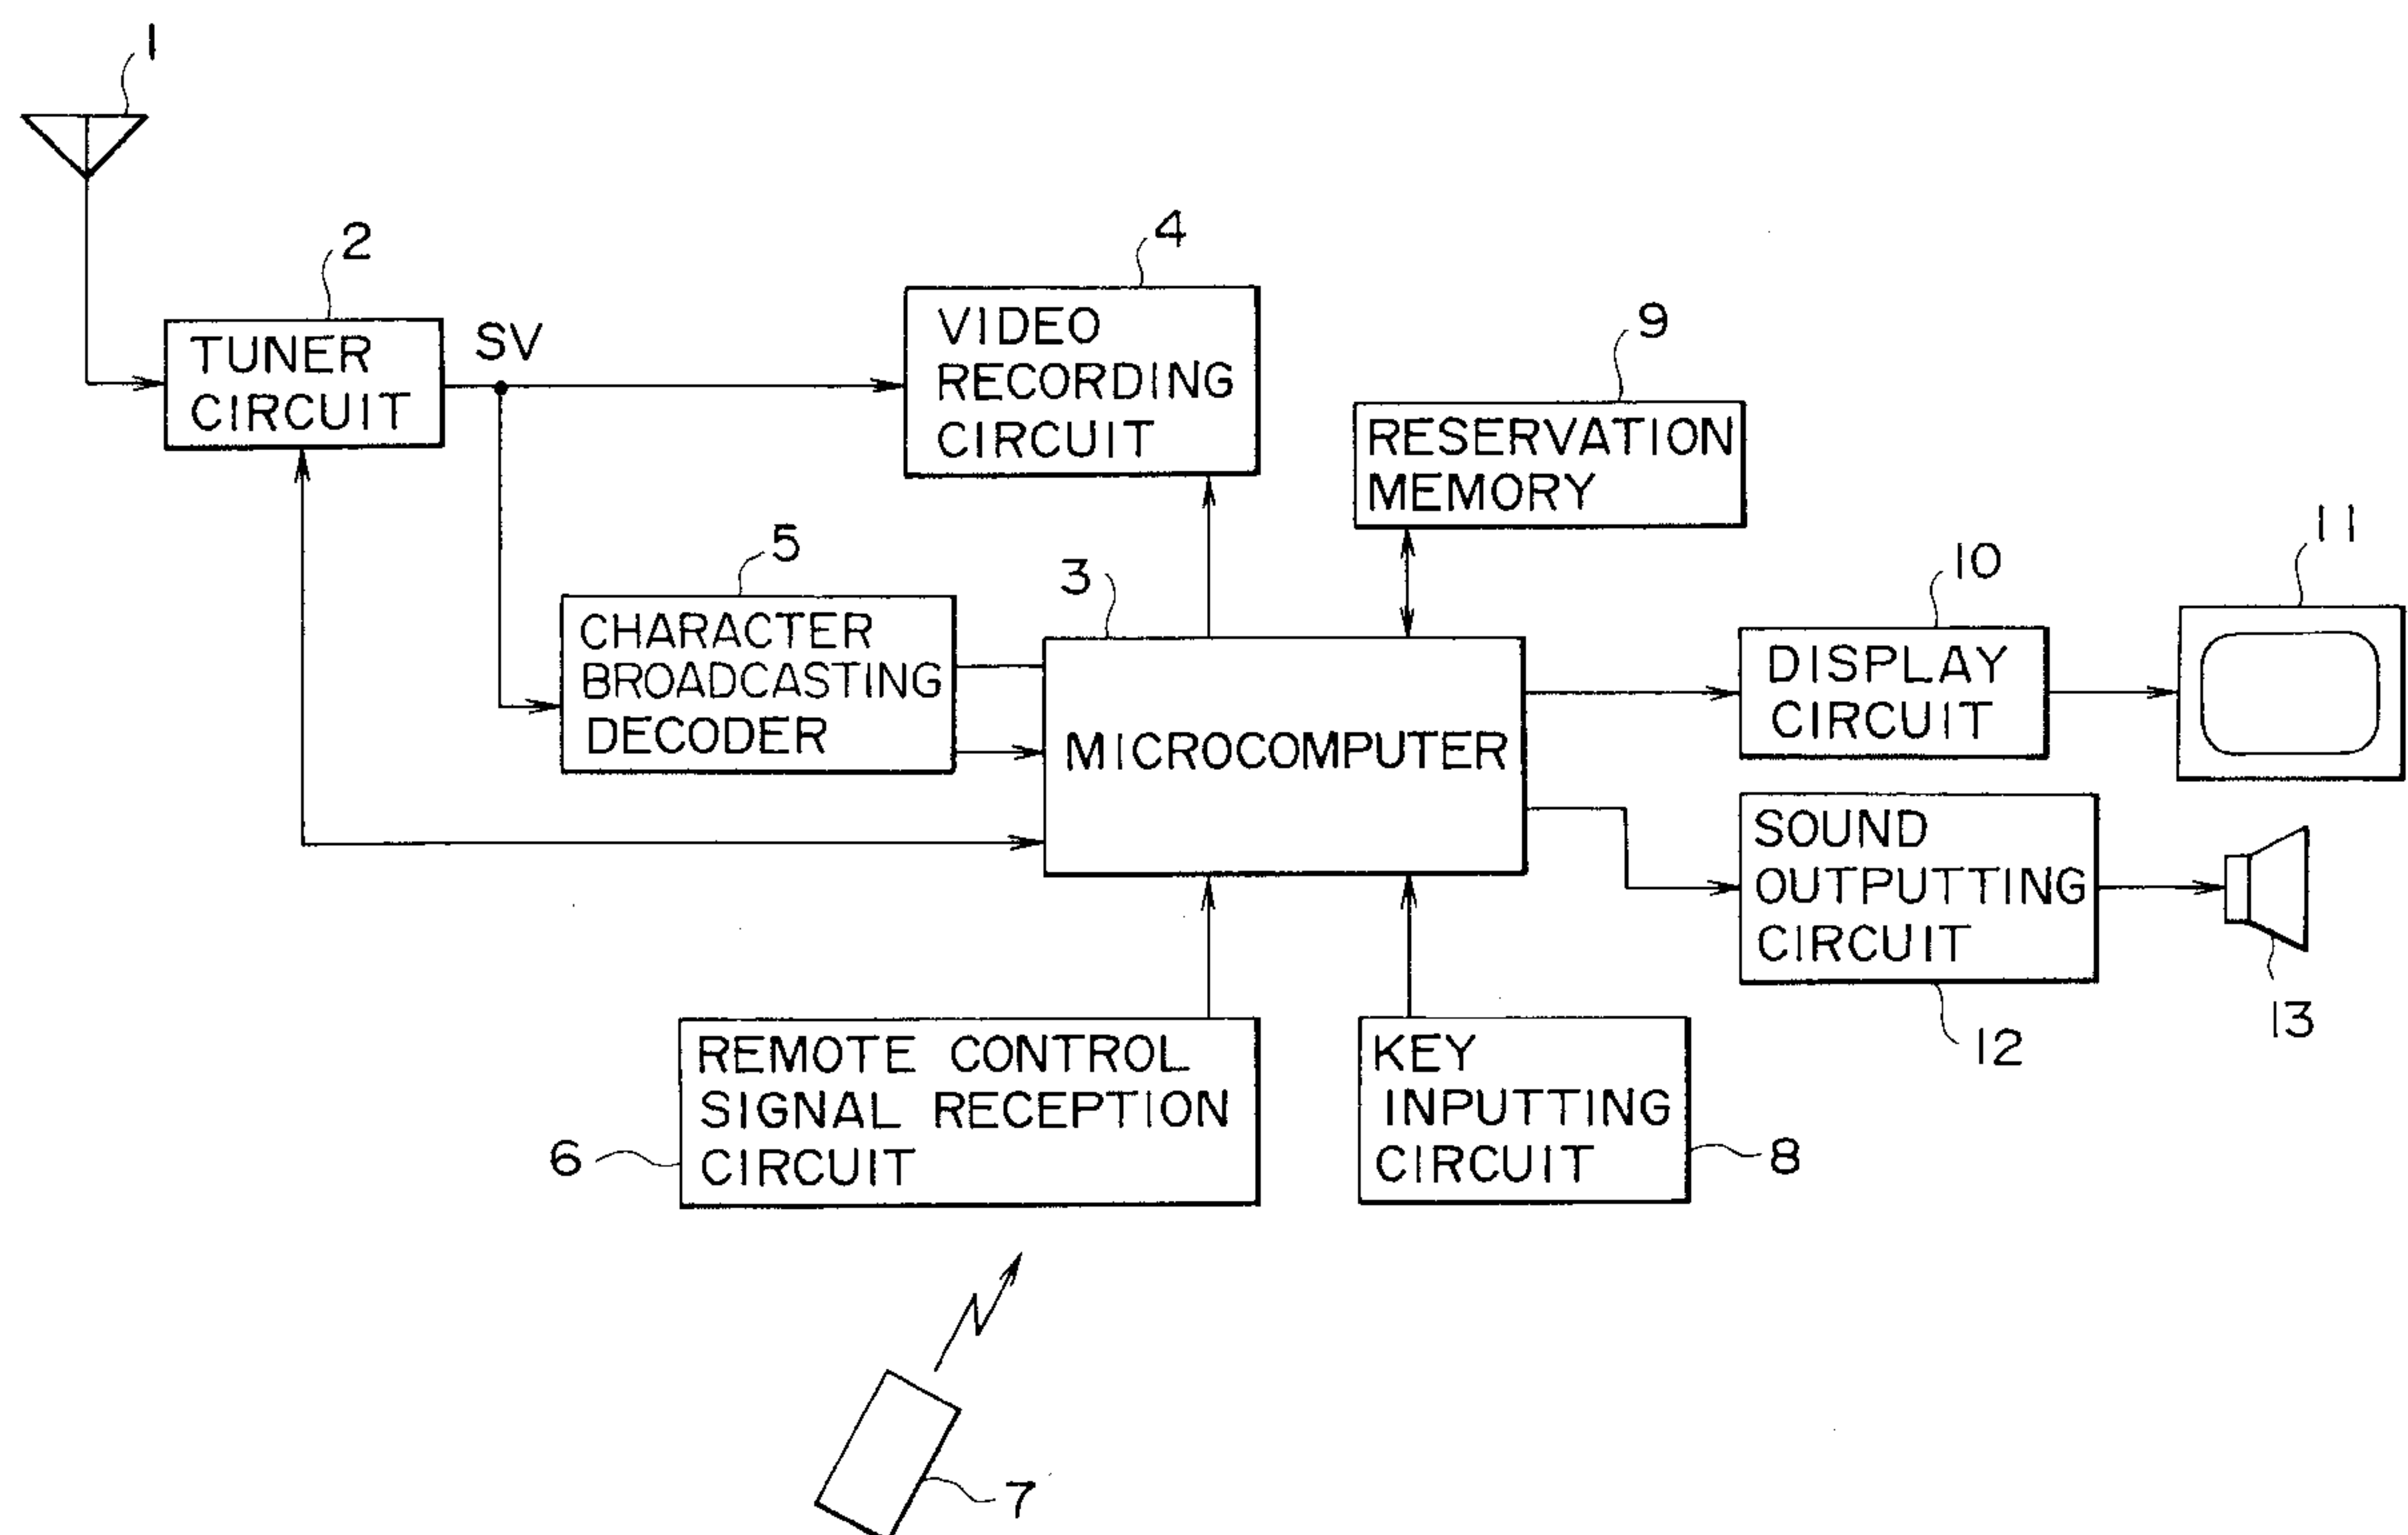 1
2
TUNER
CIRCUIT
SV
4
VIDEO
RECORDING
CIRCUIT
9
RESERVATION
MEMORY
5
CHARACTER
BROADCASTING
DECODER
3
MICROCOMPUTER
10
DISPLAY
CIRCUIT
11
SOUND
OUTPUTTING
CIRCUIT
12
13
REMOTE CONTROL
SIGNAL RECEPTION
CIRCUIT
6
KEY
INPUTTING
CIRCUIT
8
7